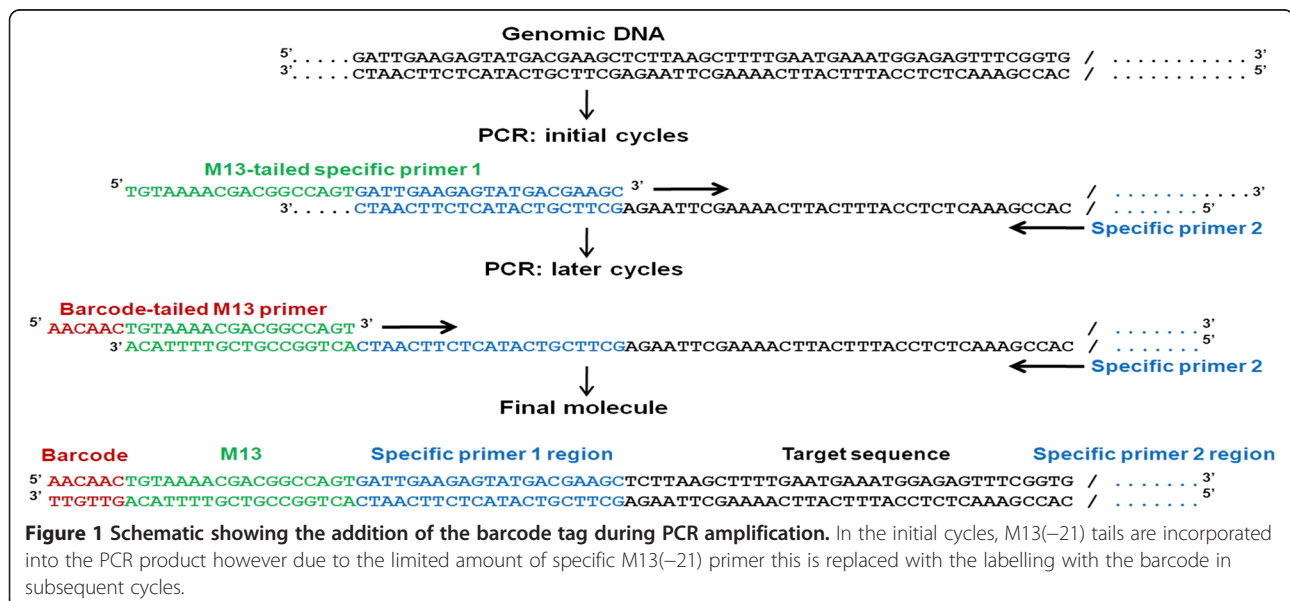 Genomic DNA
5’.....GATTGAAGAGTATGACGAAGCTCTTAAGCTTTTGAATGAAATGGAGAGTTTCGGTG / ........... 3’
3’.....CTAACTTCTCATACTGCTTCGAGAATTCGAAAACTTACTTTACCTCTCAAAGCCAC / ........... 5’
PCR: initial cycles
M13-tailed specific primer 1
5’ TGTAAAACGACGGCCAGTGATTGAAGAGTATGACGAAGC 3’ / ...........3’
3’.....CTAACTTCTCATACTGCTTCGAGAATTCGAAAACTTACTTTACCTCTCAAAGCCAC / ....... 5’
Specific primer 2
PCR: later cycles
Barcode-tailed M13 primer
5’ AACAACTGTAAAACGACGGCCAGT 3’ / ....... 3’
3’ACATTTTGCTGCCGGTCACTAACTTCTCATACTGCTTCGAGAATTCGAAAACTTACTTTACCTCTCAAAGCCAC / ....... 5’
Specific primer 2
Final molecule
Barcode M13 Specific primer 1 region Target sequence Specific primer 2 region
5’ AACAACTGTAAAACGACGGCCAGTGATTGAAGAGTATGACGAAGCTCTTAAGCTTTTGAATGAAATGGAGAGTTTCGGTG / ....... 3’
3’ TTGTTGACATTTTGCTGCCGGTCACTAACTTCTCATACTGCTTCGAGAATTCGAAAACTTACTTTACCTCTCAAAGCCAC / ....... 5’
Figure 1 Schematic showing the addition of the barcode tag during PCR amplification. In the initial cycles, M13(−21) tails are incorporated
into the PCR product however due to the limited amount of specific M13(−21) primer this is replaced with the labelling with the barcode in
subsequent cycles.